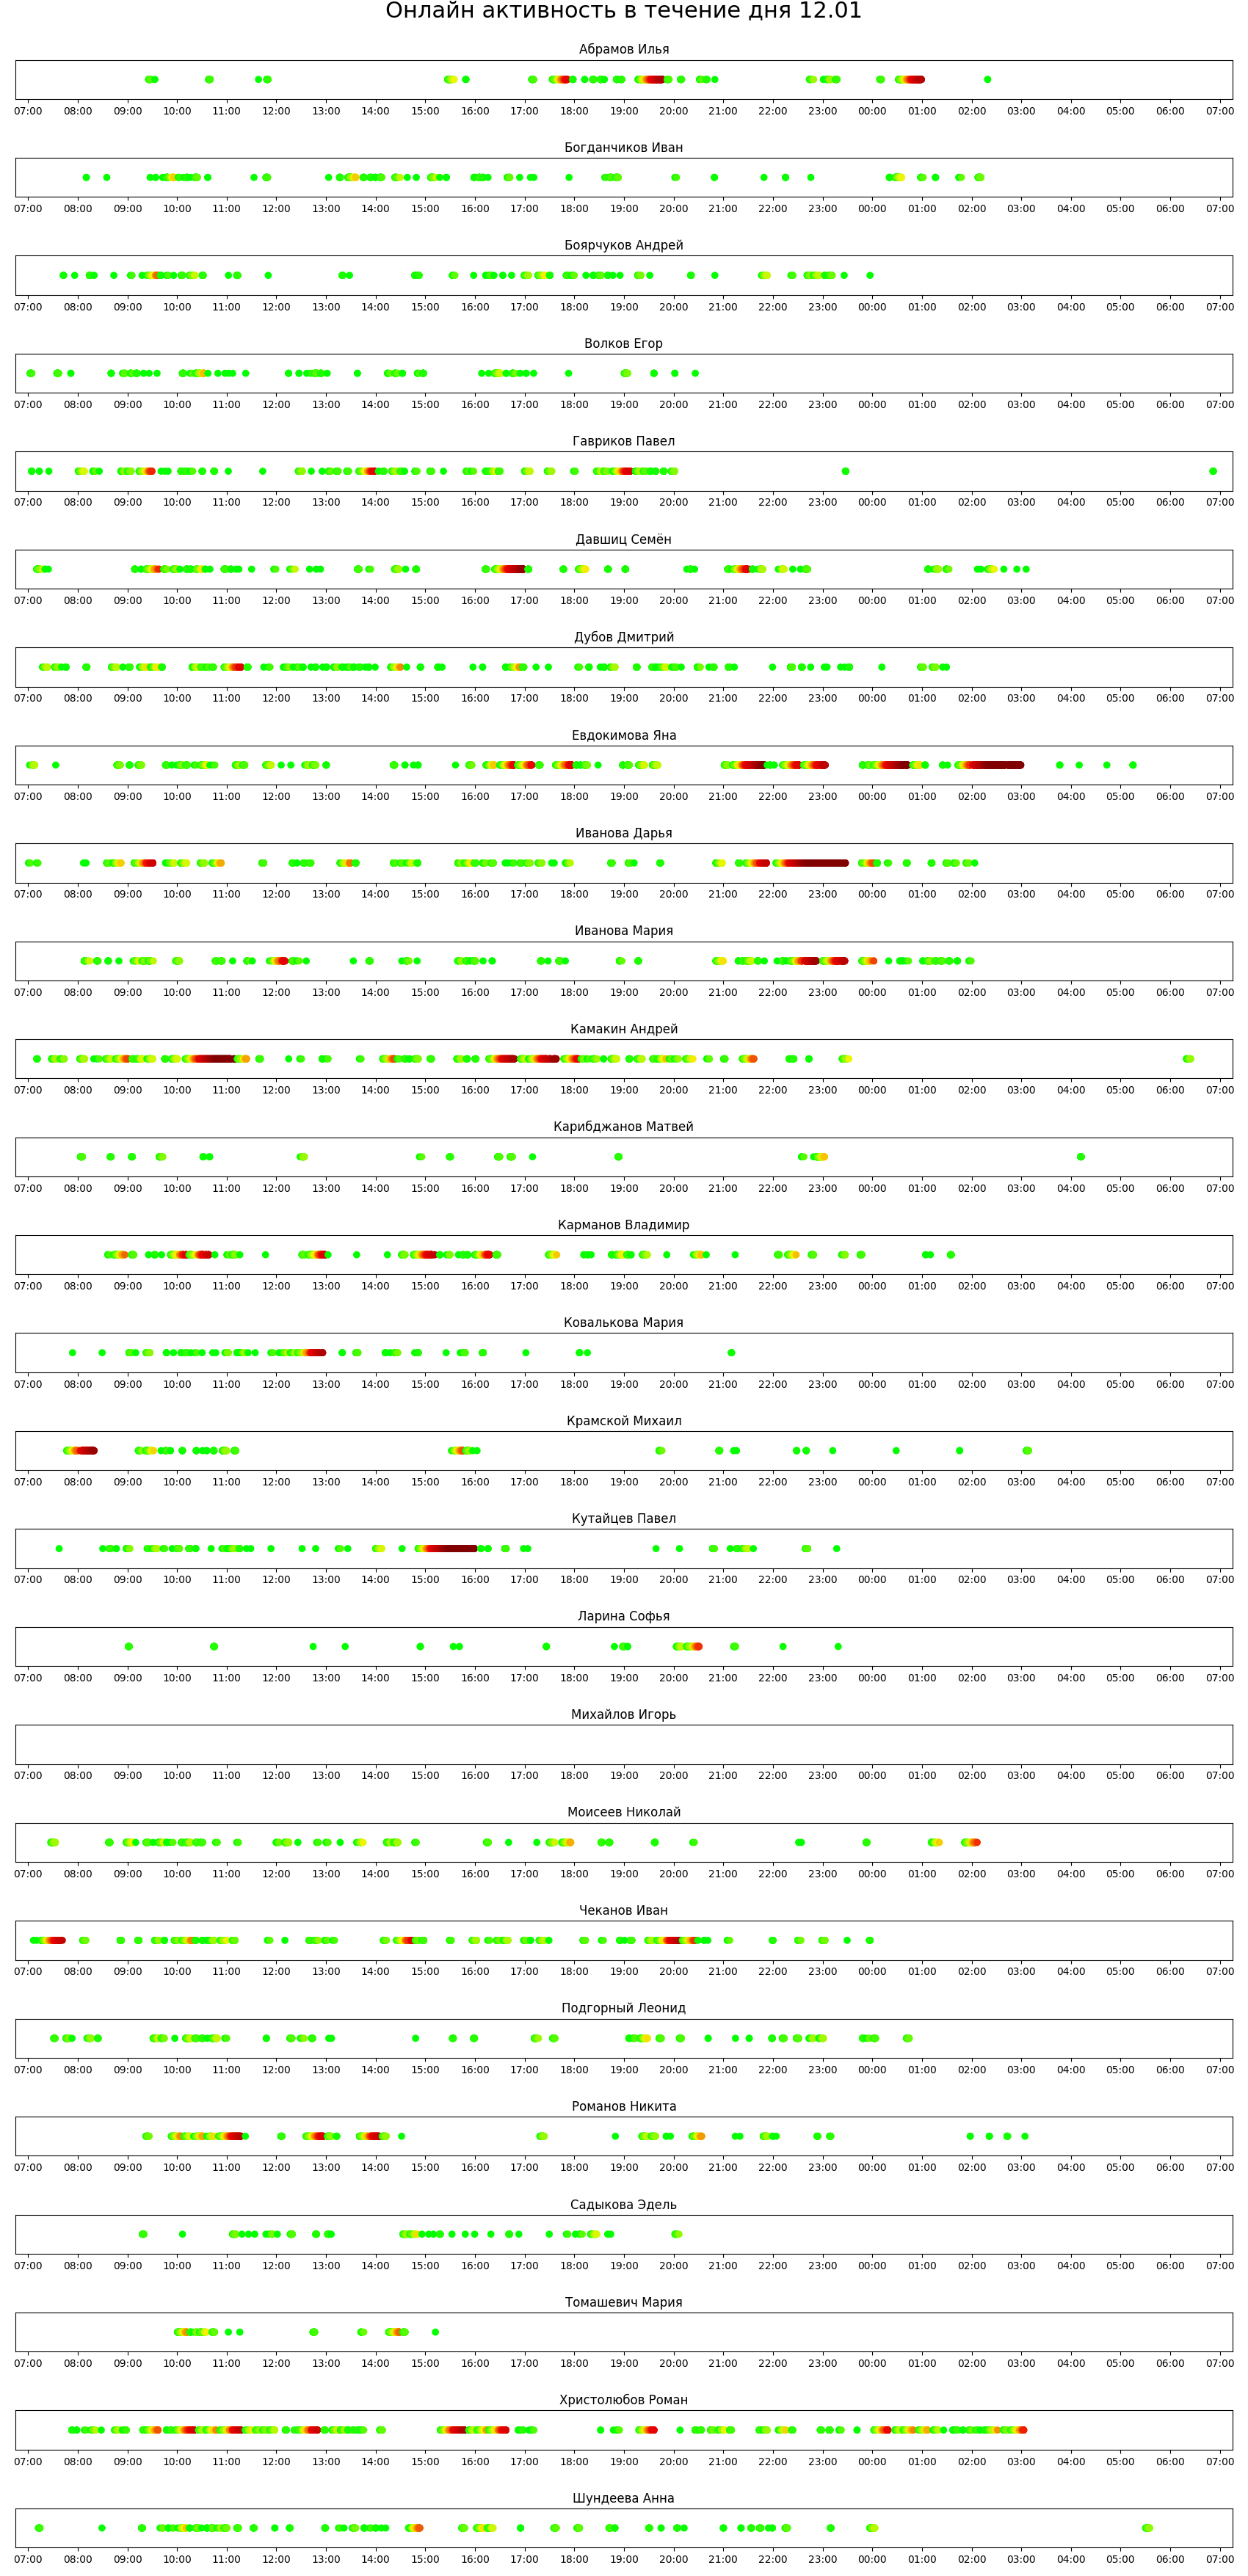 Онлайн активность в течение дня 12.01
Абрамов Илья
07:00 08:00 09:00 10:00 11:00 12:00 13:00 14:00 15:00 16:00 17:00 18:00 19:00 20:00 21:00 22:00 23:00 00:00 01:00 02:00 03:00 04:00 05:00 06:00 07:00
Богданчиков Иван
07:00 08:00 09:00 10:00 11:00 12:00 13:00 14:00 15:00 16:00 17:00 18:00 19:00 20:00 21:00 22:00 23:00 00:00 01:00 02:00 03:00 04:00 05:00 06:00 07:00
Боярчуков Андрей
07:00 08:00 09:00 10:00 11:00 12:00 13:00 14:00 15:00 16:00 17:00 18:00 19:00 20:00 21:00 22:00 23:00 00:00 01:00 02:00 03:00 04:00 05:00 06:00 07:00
Волков Егор
07:00 08:00 09:00 10:00 11:00 12:00 13:00 14:00 15:00 16:00 17:00 18:00 19:00 20:00 21:00 22:00 23:00 00:00 01:00 02:00 03:00 04:00 05:00 06:00 07:00
Гавриков Павел
07:00 08:00 09:00 10:00 11:00 12:00 13:00 14:00 15:00 16:00 17:00 18:00 19:00 20:00 21:00 22:00 23:00 00:00 01:00 02:00 03:00 04:00 05:00 06:00 07:00
Давшиц Семён
07:00 08:00 09:00 10:00 11:00 12:00 13:00 14:00 15:00 16:00 17:00 18:00 19:00 20:00 21:00 22:00 23:00 00:00 01:00 02:00 03:00 04:00 05:00 06:00 07:00
Дубов Дмитрий
07:00 08:00 09:00 10:00 11:00 12:00 13:00 14:00 15:00 16:00 17:00 18:00 19:00 20:00 21:00 22:00 23:00 00:00 01:00 02:00 03:00 04:00 05:00 06:00 07:00
Евдокимова Яна
07:00 08:00 09:00 10:00 11:00 12:00 13:00 14:00 15:00 16:00 17:00 18:00 19:00 20:00 21:00 22:00 23:00 00:00 01:00 02:00 03:00 04:00 05:00 06:00 07:00
Иванова Дарья
07:00 08:00 09:00 10:00 11:00 12:00 13:00 14:00 15:00 16:00 17:00 18:00 19:00 20:00 21:00 22:00 23:00 00:00 01:00 02:00 03:00 04:00 05:00 06:00 07:00
Иванова Мария
07:00 08:00 09:00 10:00 11:00 12:00 13:00 14:00 15:00 16:00 17:00 18:00 19:00 20:00 21:00 22:00 23:00 00:00 01:00 02:00 03:00 04:00 05:00 06:00 07:00
Камакин Андрей
07:00 08:00 09:00 10:00 11:00 12:00 13:00 14:00 15:00 16:00 17:00 18:00 19:00 20:00 21:00 22:00 23:00 00:00 01:00 02:00 03:00 04:00 05:00 06:00 07:00
Карибджанов Матвей
07:00 08:00 09:00 10:00 11:00 12:00 13:00 14:00 15:00 16:00 17:00 18:00 19:00 20:00 21:00 22:00 23:00 00:00 01:00 02:00 03:00 04:00 05:00 06:00 07:00
Карманов Владимир
07:00 08:00 09:00 10:00 11:00 12:00 13:00 14:00 15:00 16:00 17:00 18:00 19:00 20:00 21:00 22:00 23:00 00:00 01:00 02:00 03:00 04:00 05:00 06:00 07:00
Ковалькова Мария
07:00 08:00 09:00 10:00 11:00 12:00 13:00 14:00 15:00 16:00 17:00 18:00 19:00 20:00 21:00 22:00 23:00 00:00 01:00 02:00 03:00 04:00 05:00 06:00 07:00
Крамской Михаил
07:00 08:00 09:00 10:00 11:00 12:00 13:00 14:00 15:00 16:00 17:00 18:00 19:00 20:00 21:00 22:00 23:00 00:00 01:00 02:00 03:00 04:00 05:00 06:00 07:00
Кутайцев Павел
07:00 08:00 09:00 10:00 11:00 12:00 13:00 14:00 15:00 16:00 17:00 18:00 19:00 20:00 21:00 22:00 23:00 00:00 01:00 02:00 03:00 04:00 05:00 06:00 07:00
Ларина Софья
07:00 08:00 09:00 10:00 11:00 12:00 13:00 14:00 15:00 16:00 17:00 18:00 19:00 20:00 21:00 22:00 23:00 00:00 01:00 02:00 03:00 04:00 05:00 06:00 07:00
Михайлов Игорь
07:00 08:00 09:00 10:00 11:00 12:00 13:00 14:00 15:00 16:00 17:00 18:00 19:00 20:00 21:00 22:00 23:00 00:00 01:00 02:00 03:00 04:00 05:00 06:00 07:00
Моисеев Николай
07:00 08:00 09:00 10:00 11:00 12:00 13:00 14:00 15:00 16:00 17:00 18:00 19:00 20:00 21:00 22:00 23:00 00:00 01:00 02:00 03:00 04:00 05:00 06:00 07:00
Чеканов Иван
07:00 08:00 09:00 10:00 11:00 12:00 13:00 14:00 15:00 16:00 17:00 18:00 19:00 20:00 21:00 22:00 23:00 00:00 01:00 02:00 03:00 04:00 05:00 06:00 07:00
Подгорный Леонид
07:00 08:00 09:00 10:00 11:00 12:00 13:00 14:00 15:00 16:00 17:00 18:00 19:00 20:00 21:00 22:00 23:00 00:00 01:00 02:00 03:00 04:00 05:00 06:00 07:00
Романов Никита
07:00 08:00 09:00 10:00 11:00 12:00 13:00 14:00 15:00 16:00 17:00 18:00 19:00 20:00 21:00 22:00 23:00 00:00 01:00 02:00 03:00 04:00 05:00 06:00 07:00
Садыкова Эдель
07:00 08:00 09:00 10:00 11:00 12:00 13:00 14:00 15:00 16:00 17:00 18:00 19:00 20:00 21:00 22:00 23:00 00:00 01:00 02:00 03:00 04:00 05:00 06:00 07:00
Томашевич Мария
07:00 08:00 09:00 10:00 11:00 12:00 13:00 14:00 15:00 16:00 17:00 18:00 19:00 20:00 21:00 22:00 23:00 00:00 01:00 02:00 03:00 04:00 05:00 06:00 07:00
Христолюбов Роман
07:00 08:00 09:00 10:00 11:00 12:00 13:00 14:00 15:00 16:00 17:00 18:00 19:00 20:00 21:00 22:00 23:00 00:00 01:00 02:00 03:00 04:00 05:00 06:00 07:00
Шундеева Анна
07:00 08:00 09:00 10:00 11:00 12:00 13:00 14:00 15:00 16:00 17:00 18:00 19:00 20:00 21:00 22:00 23:00 00:00 01:00 02:00 03:00 04:00 05:00 06:00 07:00